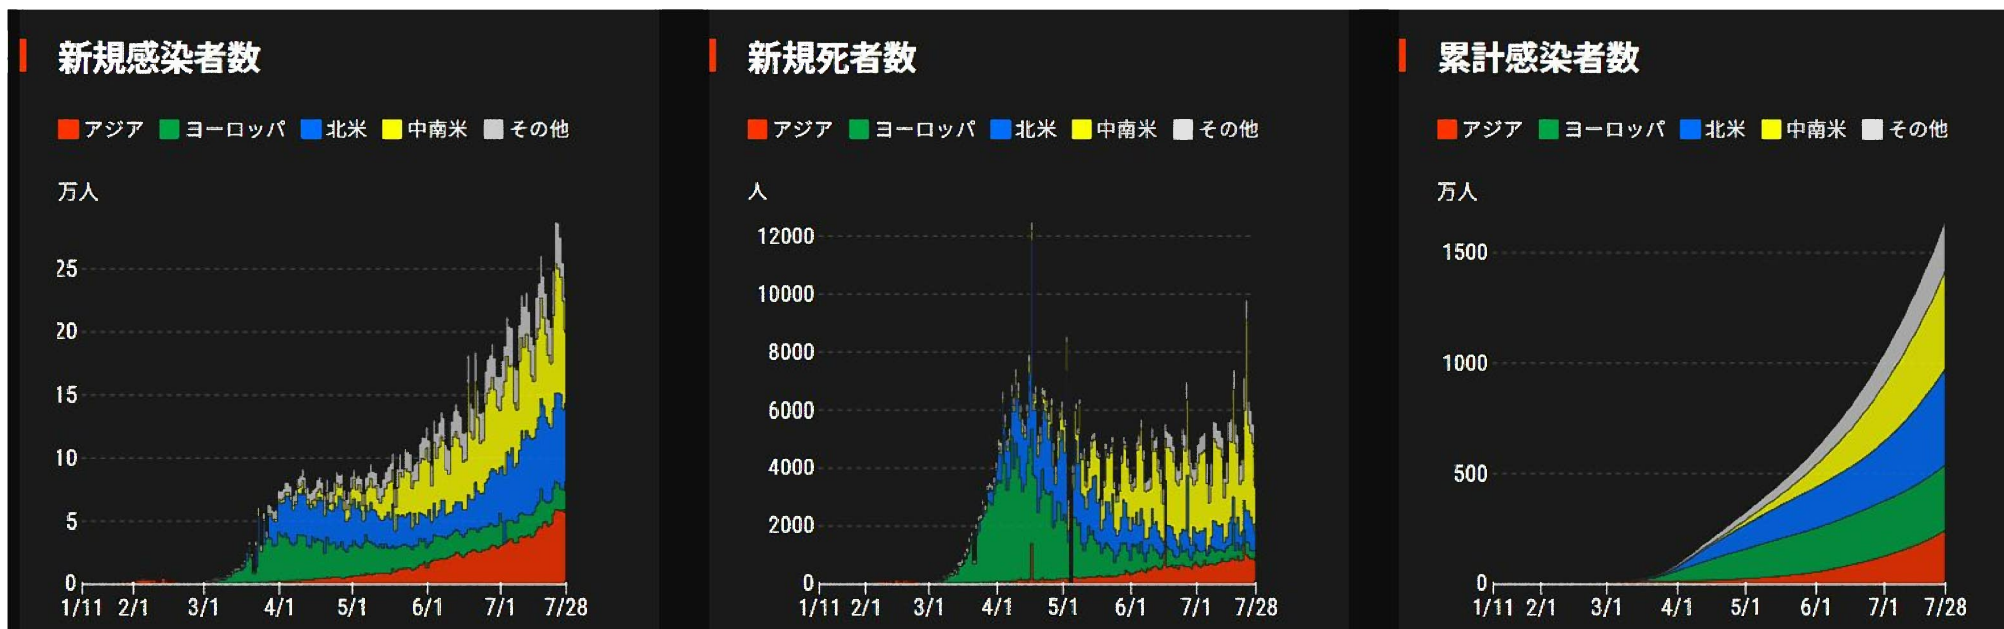 新規感染者数
アジア ヨーロッパ 北米 中南米 その他
万人
25
20
15
10
5
0
1/11 2/1 3/1 4/1 5/1 6/1 7/1 7/28
新規死者数
アジア ヨーロッパ 北米 中南米 その他
人
12000
10000
8000
6000
4000
2000
0
1/11 2/1 3/1 4/1 5/1 6/1 7/1 7/28
累計感染者数
アジア ヨーロッパ 北米 中南米 その他
万人
1500
1000
500
0
1/11 2/1 3/1 4/1 5/1 6/1 7/1 7/28